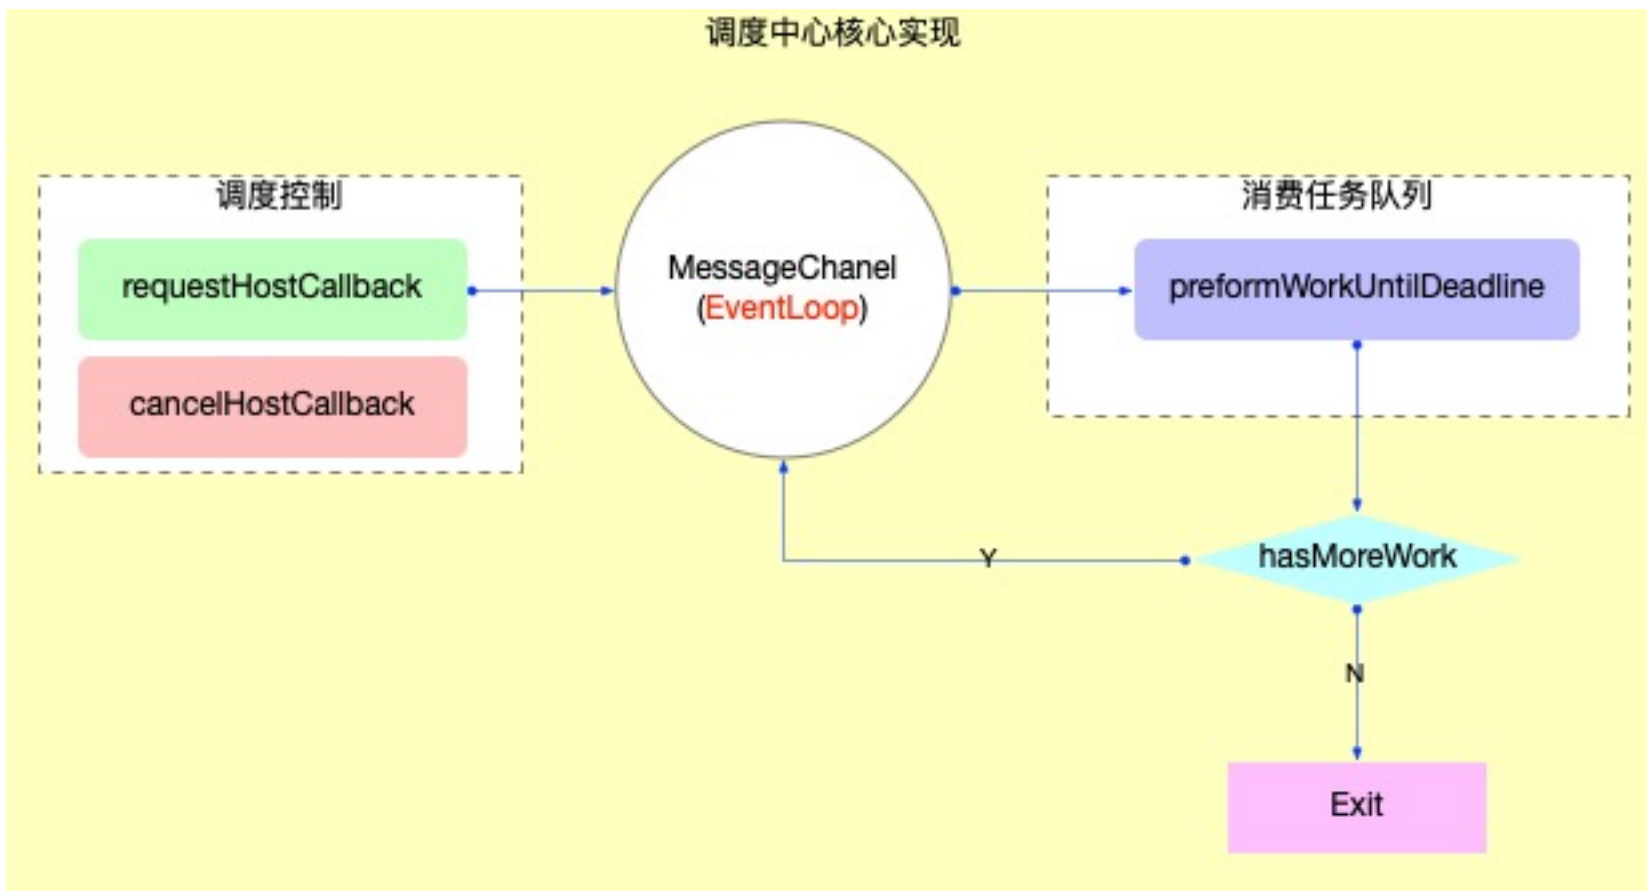 调度中心核心实现
调度控制
requestHostCallback
cancelHostCallback
MessageChanel
(EventLoop)
消费任务队列
preformWorkUntilDeadline
hasMoreWork
Y
N
Exit